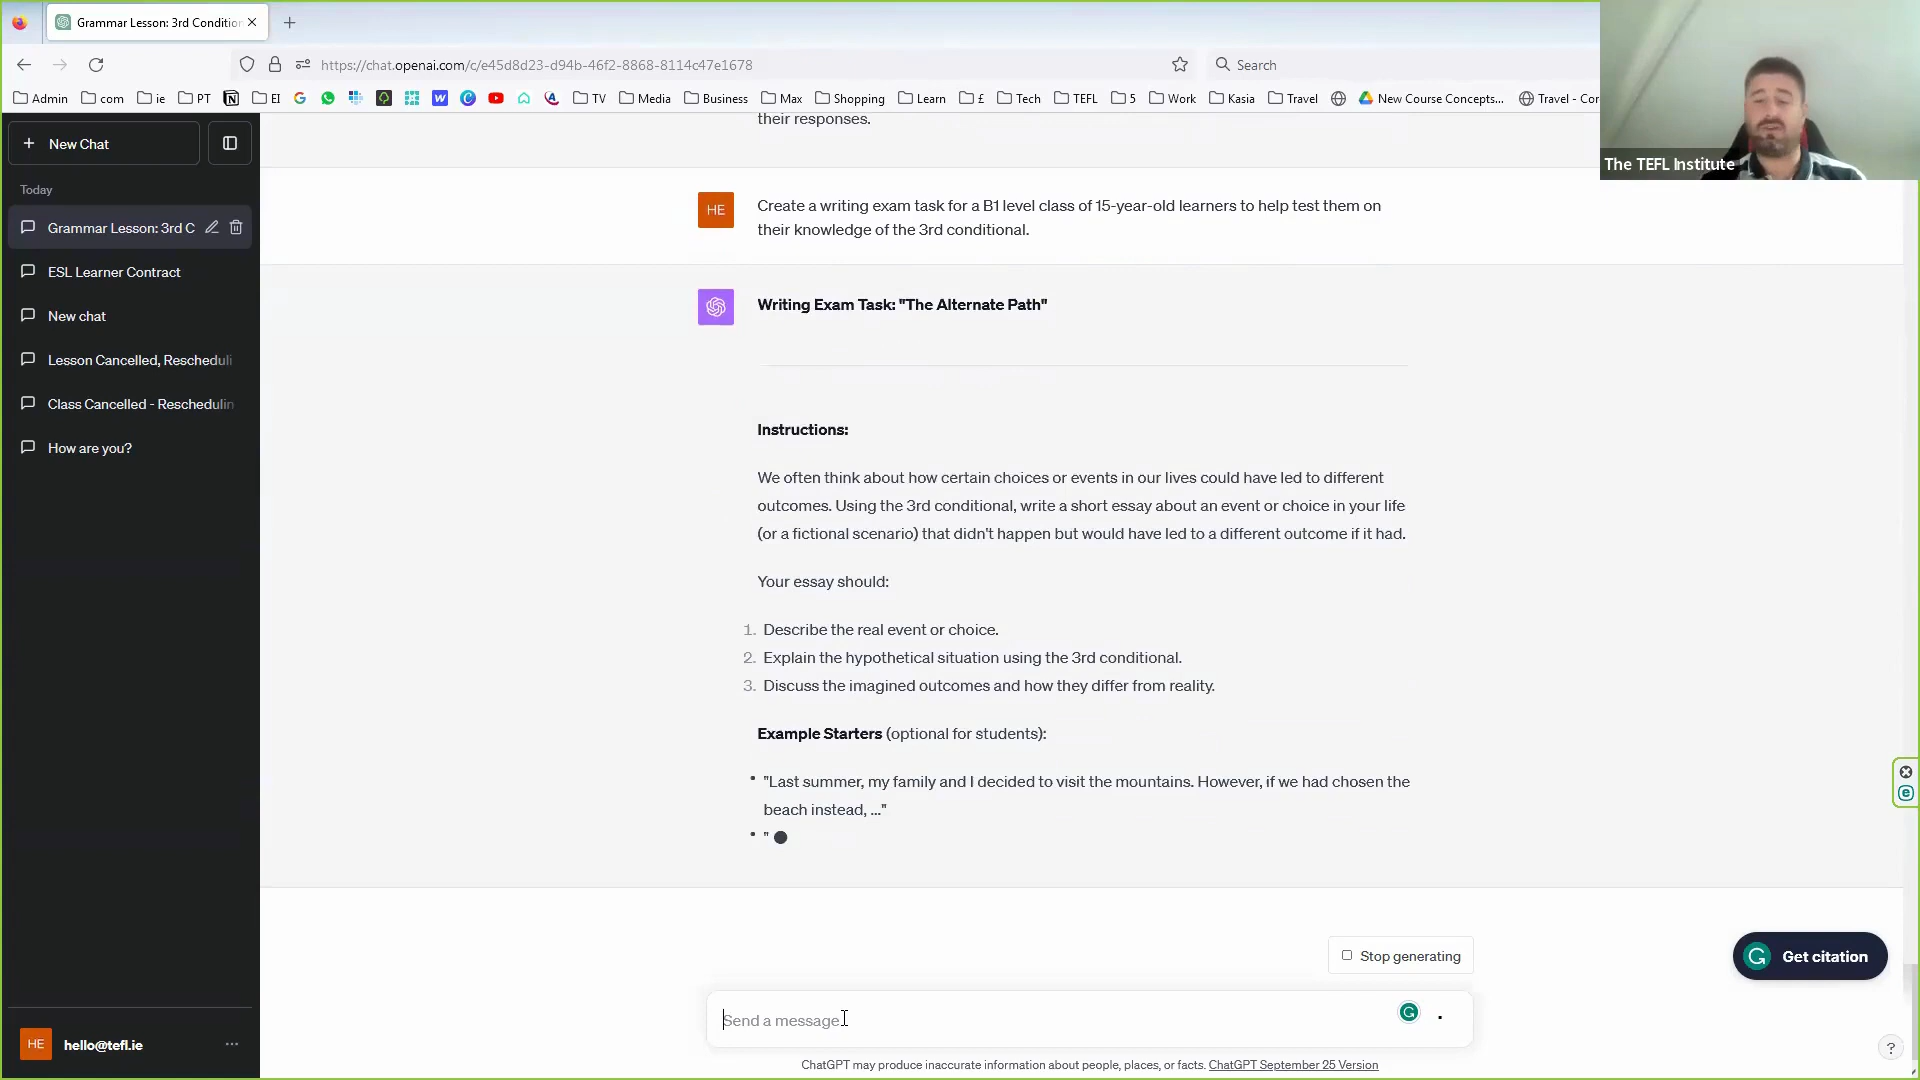 Grammar Lesson: 3rd Conditio
https://chat.openai.com/c/e45d8d23-d94b-46f2-8868-8114c47e1678
Search
Admin com ie PT EI TV Media Business Max Shopping Learn £ Tech TEFL 5 Work Kasia Travel New Course Concepts... Travel - Cor
The TEFL Institute
+ New Chat
Today
Grammar Lesson: 3rd C
ESL Learner Contract
New chat
Lesson Cancelled, Rescheduli
Class Cancelled - Reschedulin
How are you?
HE hello@tefl.ie ...
their responses.
HE
Create a writing exam task for a B1 level class of 15-year-old learners to help test them on
their knowledge of the 3rd conditional.
Writing Exam Task: "The Alternate Path"
Instructions:
We often think about how certain choices or events in our lives could have led to different
outcomes. Using the 3rd conditional, write a short essay about an event or choice in your life
(or a fictional scenario) that didn't happen but would have led to a different outcome if it had.
Your essay should:
1. Describe the real event or choice.
2. Explain the hypothetical situation using the 3rd conditional.
3. Discuss the imagined outcomes and how they differ from reality.
Example Starters (optional for students):
• "Last summer, my family and I decided to visit the mountains. However, if we had chosen the
beach instead, ..."
• "
Stop generating
Get citation
Send a message
ChatGPT may produce inaccurate information about people, places, or facts. ChatGPT September 25 Version
?